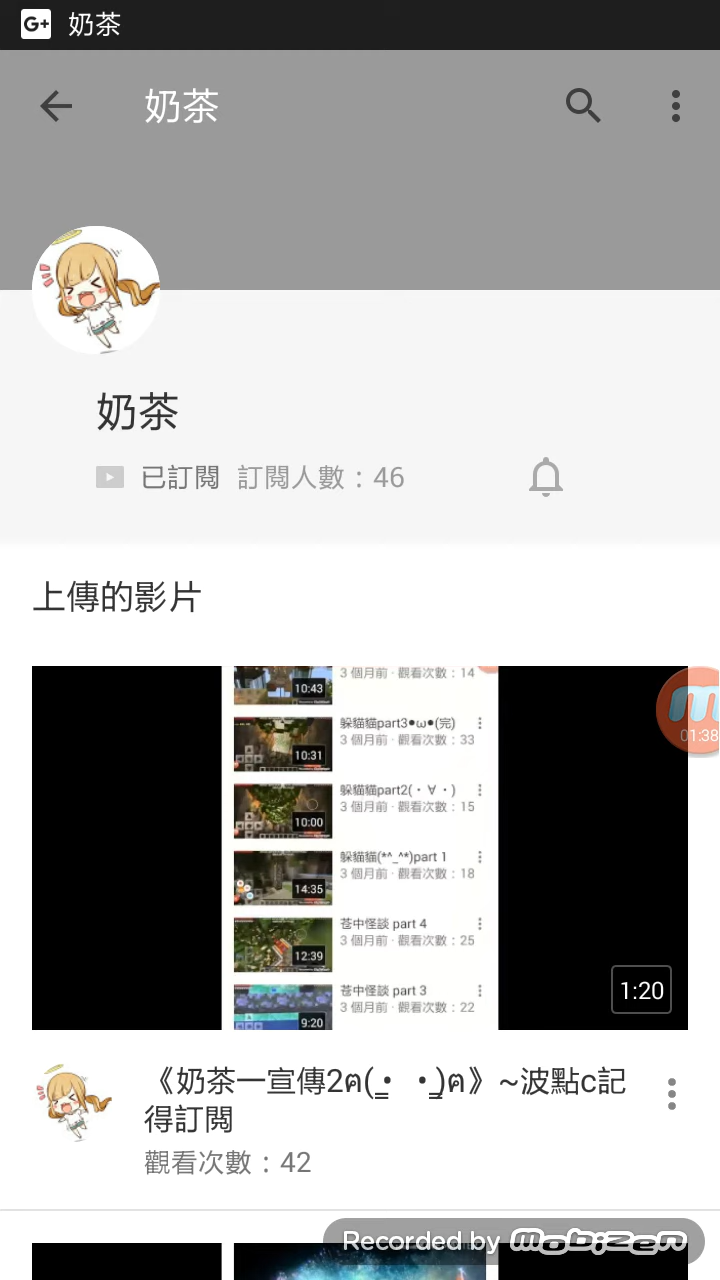 G+ 奶茶
奶茶
奶茶
已訂閱 訂閱人數：46
上傳的影片
3 個月前 · 觀看次數：14
10:43
躲貓貓part3●ω●(完)
3 個月前 · 觀看次數：33
10:31
躲貓貓part2(・∀・)
3 個月前 · 觀看次數：15
10:00
躲貓貓(*^_^*)part 1
3 個月前 · 觀看次數：18
14:35
苍中怪談 part 4
3 個月前 · 觀看次數：25
12:39
苍中怪談 part 3
3 個月前 · 觀看次數：22
9:20
01:38
1:20
《奶茶一宣傳2ฅ(͇̳•ิ ͇̳•ิ)ฅ》~波點c記
得訂閱
觀看次數：42
Recorded by mobizen